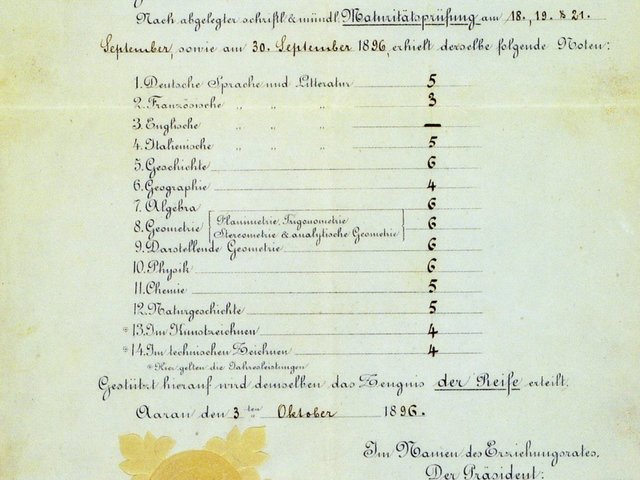 Nach abgelegter schriftl. & mündl. Maturitätsprüfung am 18., 19. & 21.
September, sowie am 30. September 1896, erhielt derselbe folgende Noten:
1. Deutsche Sprache und Litteratur 5
2. Französische „ „ „ 3
3. Englische „ „ „ —
4. Italienische „ „ „ 5
5. Geschichte 6
6. Geographie 4
7. Algebra 6
8. Geometrie [Planimetrie, Trigonometrie Stereometrie & analytische Geometrie] 6
9. Darstellende Geometrie 6
10. Physik 6
11. Chemie 5
12. Naturgeschichte 5
* 13. Im Kunstzeichnen 4
* 14. Im technischen Zeichnen 4
* Hier gelten die Jahresleistungen
Gestützt hierauf wird demselben das Zeugnis der Reife erteilt.
Aarau den 3ten Oktober 1896.
Im Namen des Erziehungsrates,
Der Präsident: